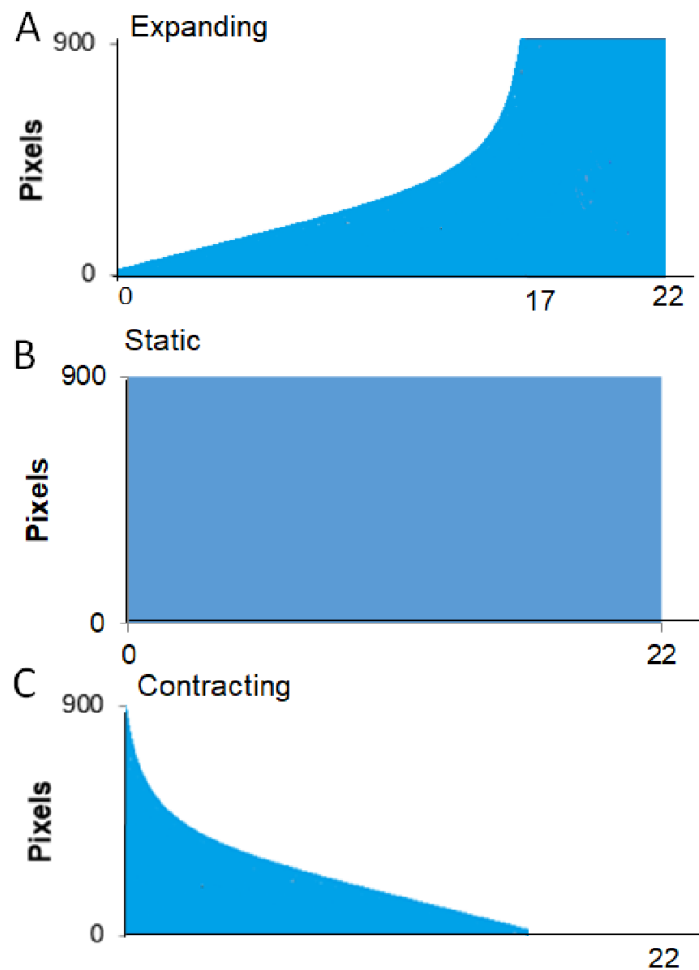 A Expanding
900
Pixels
0
0 17 22
B Static
900
Pixels
0
0 22
C Contracting
900
Pixels
0
22